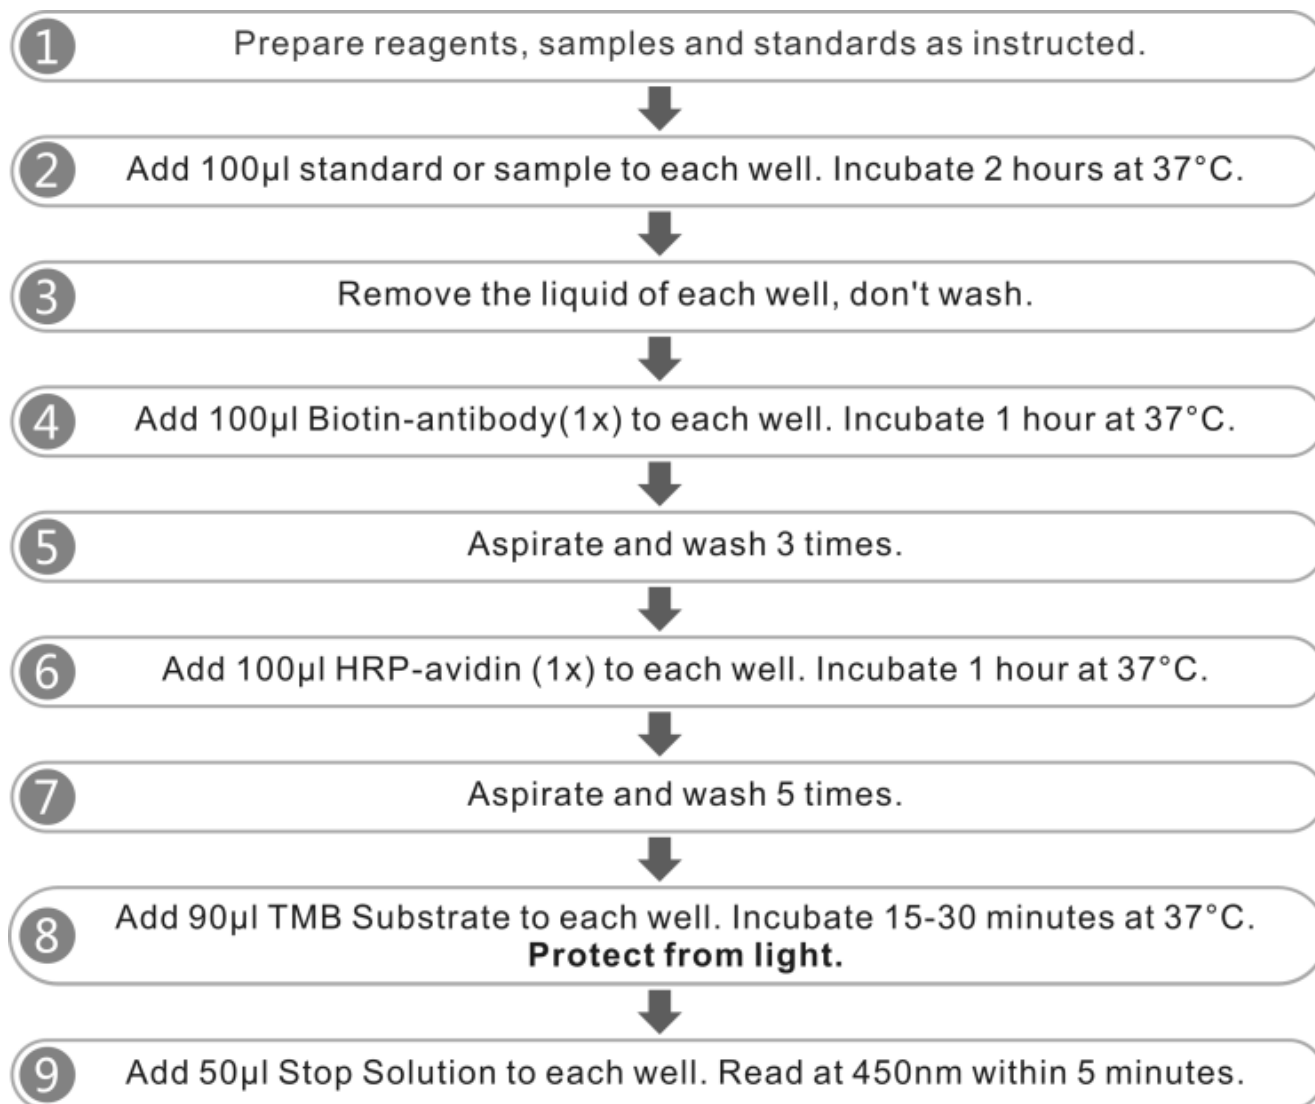 1 Prepare reagents, samples and standards as instructed.
2 Add 100µl standard or sample to each well. Incubate 2 hours at 37°C.
3 Remove the liquid of each well, don't wash.
4 Add 100µl Biotin-antibody(1x) to each well. Incubate 1 hour at 37°C.
5 Aspirate and wash 3 times.
6 Add 100µl HRP-avidin (1x) to each well. Incubate 1 hour at 37°C.
7 Aspirate and wash 5 times.
8 Add 90µl TMB Substrate to each well. Incubate 15-30 minutes at 37°C.
Protect from light.
9 Add 50µl Stop Solution to each well. Read at 450nm within 5 minutes.